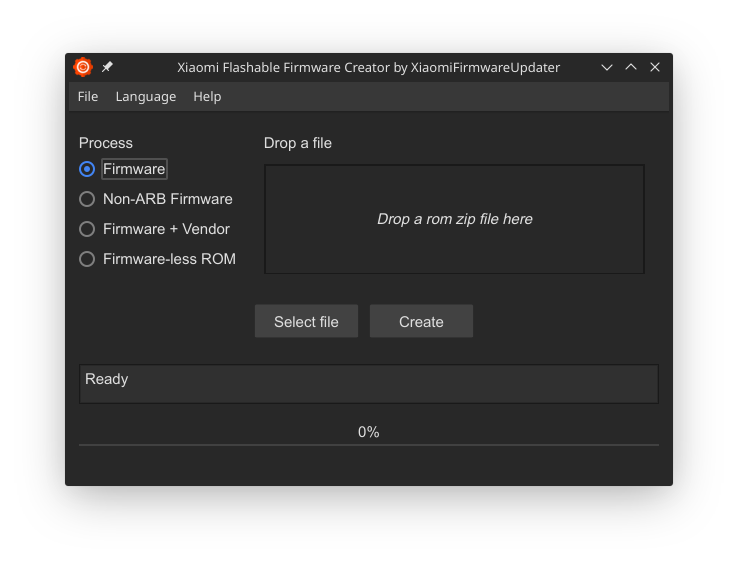 Xiaomi Flashable Firmware Creator by XiaomiFirmwareUpdater
File Language Help
Process
Firmware
Non-ARB Firmware
Firmware + Vendor
Firmware-less ROM
Drop a file
Drop a rom zip file here
Select file Create
Ready
0%